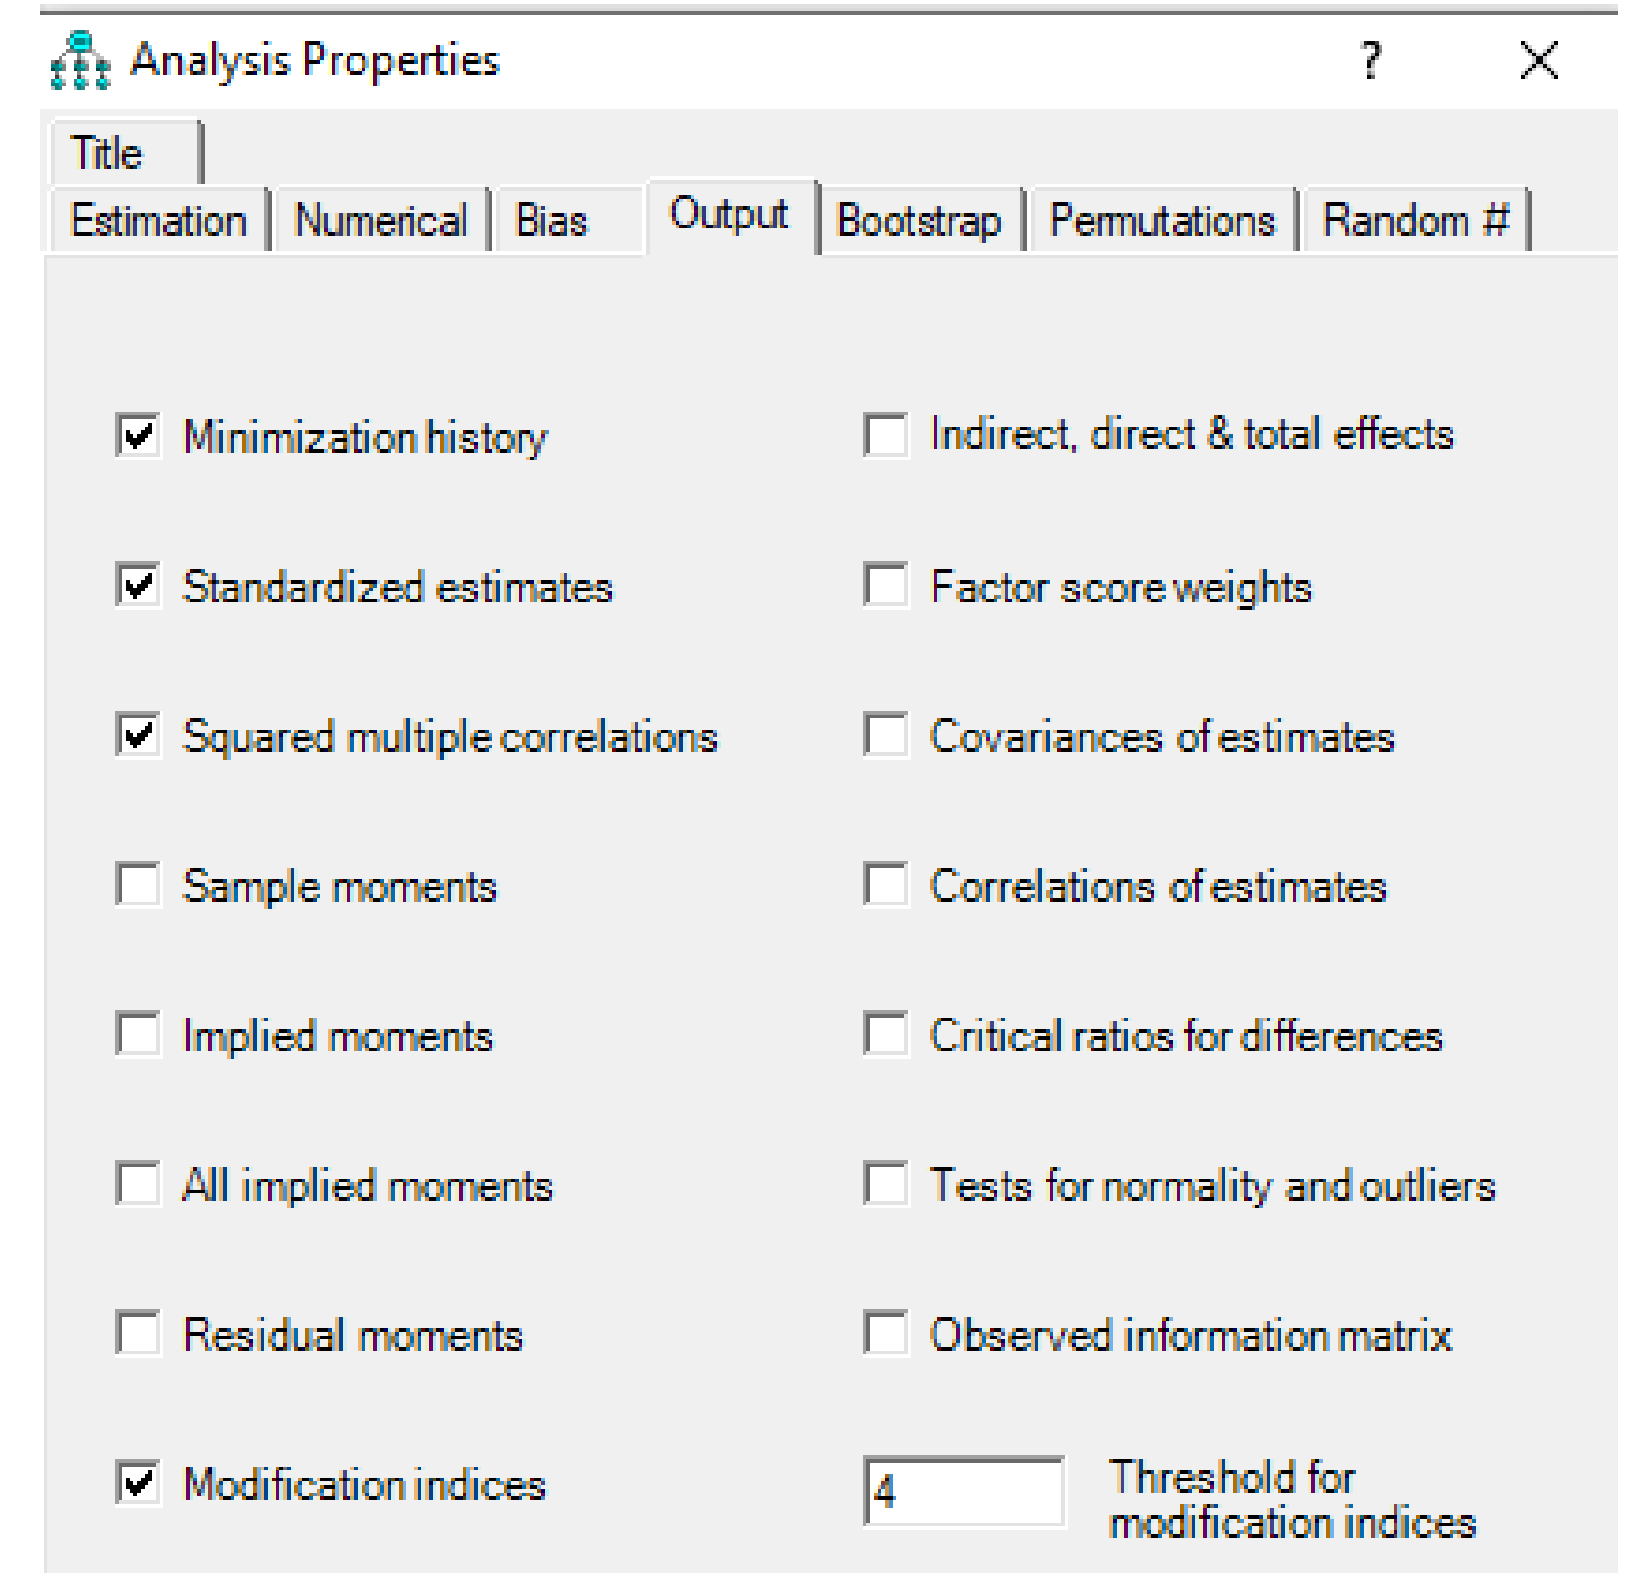 Analysis Properties ? X
Title
Estimation Numerical Bias Output Bootstrap Permutations Random #
Minimization history Indirect, direct & total effects
Standardized estimates Factor score weights
Squared multiple correlations Covariances of estimates
Sample moments Correlations of estimates
Implied moments Critical ratios for differences
All implied moments Tests for normality and outliers
Residual moments Observed information matrix
Modification indices 4 Threshold for
modification indices